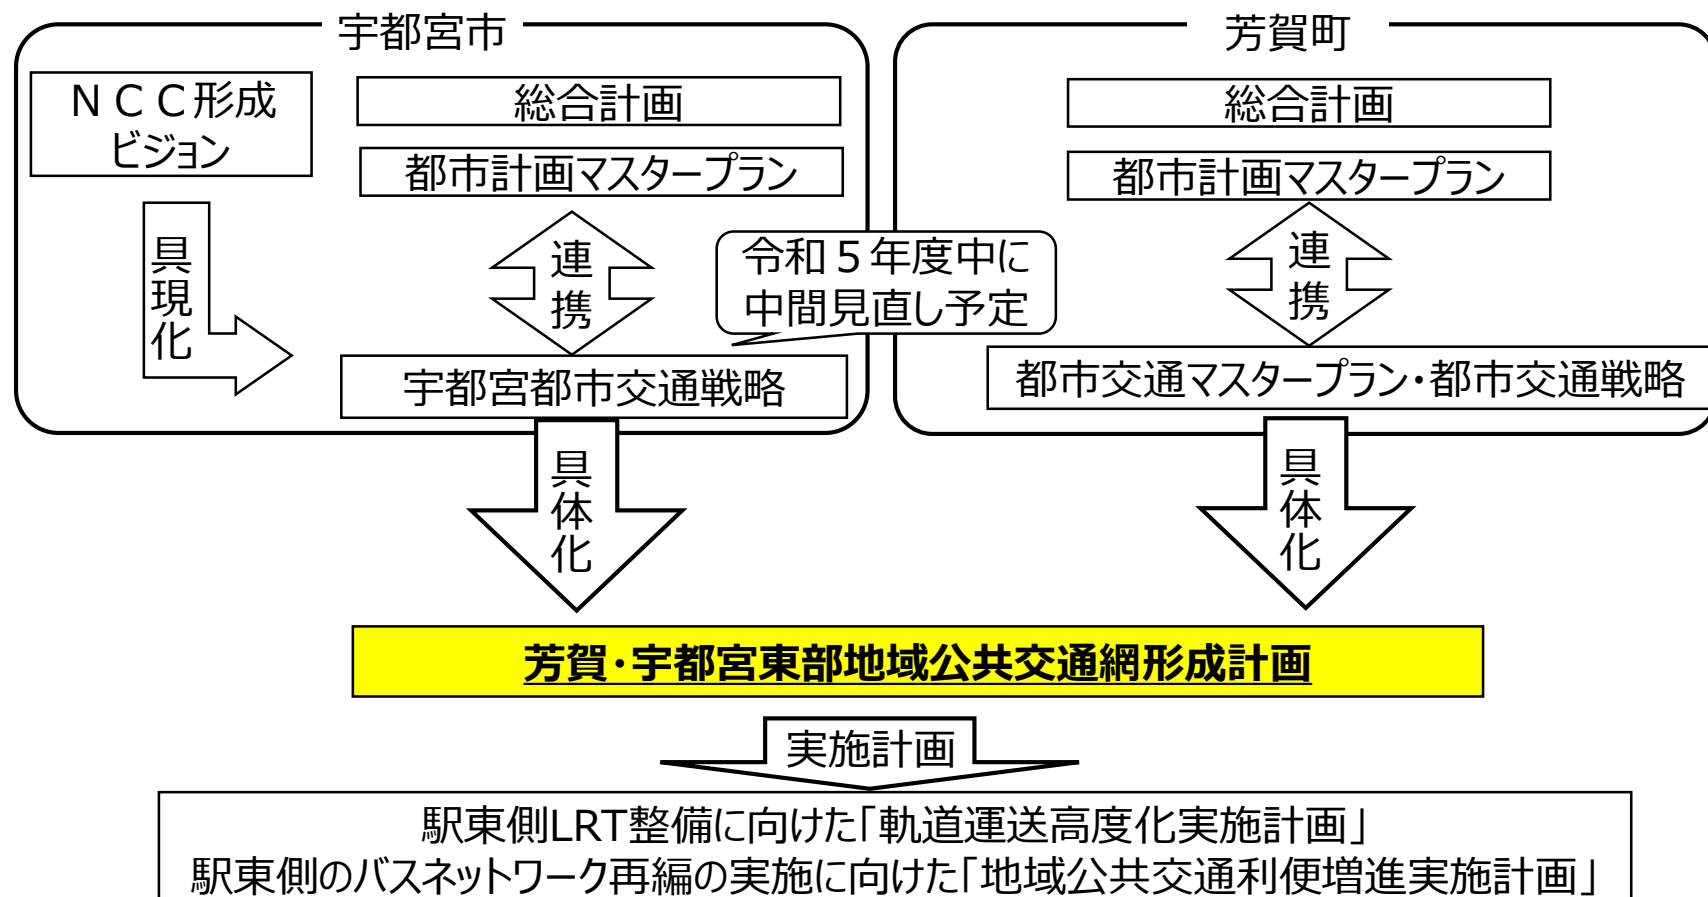 宇都宮市
ＮＣＣ形成
ビジョン
総合計画
都市計画マスタープラン
具現化
連携
令和５年度中に
中間見直し予定
宇都宮都市交通戦略
芳賀町
総合計画
都市計画マスタープラン
連携
都市交通マスタープラン・都市交通戦略
具体化
具体化
芳賀・宇都宮東部地域公共交通網形成計画
実施計画
駅東側LRT整備に向けた「軌道運送高度化実施計画」
駅東側のバスネットワーク再編の実施に向けた「地域公共交通利便増進実施計画」